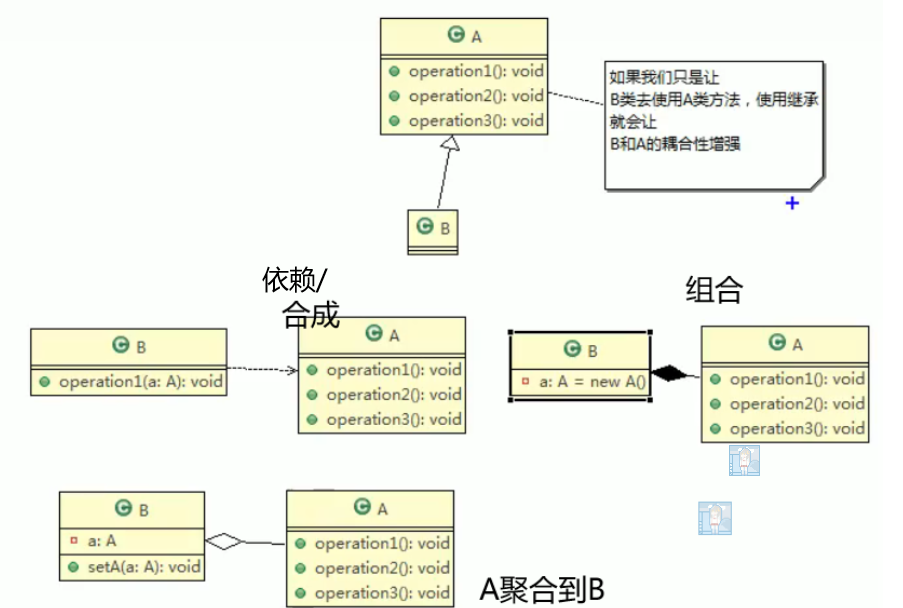 A
operation1(): void
operation2(): void
operation3(): void
如果我们只是让
B类去使用A类方法，使用继承
就会让
B和A的耦合性增强
B
依赖/
合成
B
operation1(a: A): void
A
operation1(): void
operation2(): void
operation3(): void
组合
B
a: A = new A()
A
operation1(): void
operation2(): void
operation3(): void
B
a: A
setA(a: A): void
A
operation1(): void
operation2(): void
operation3(): void
A聚合到B